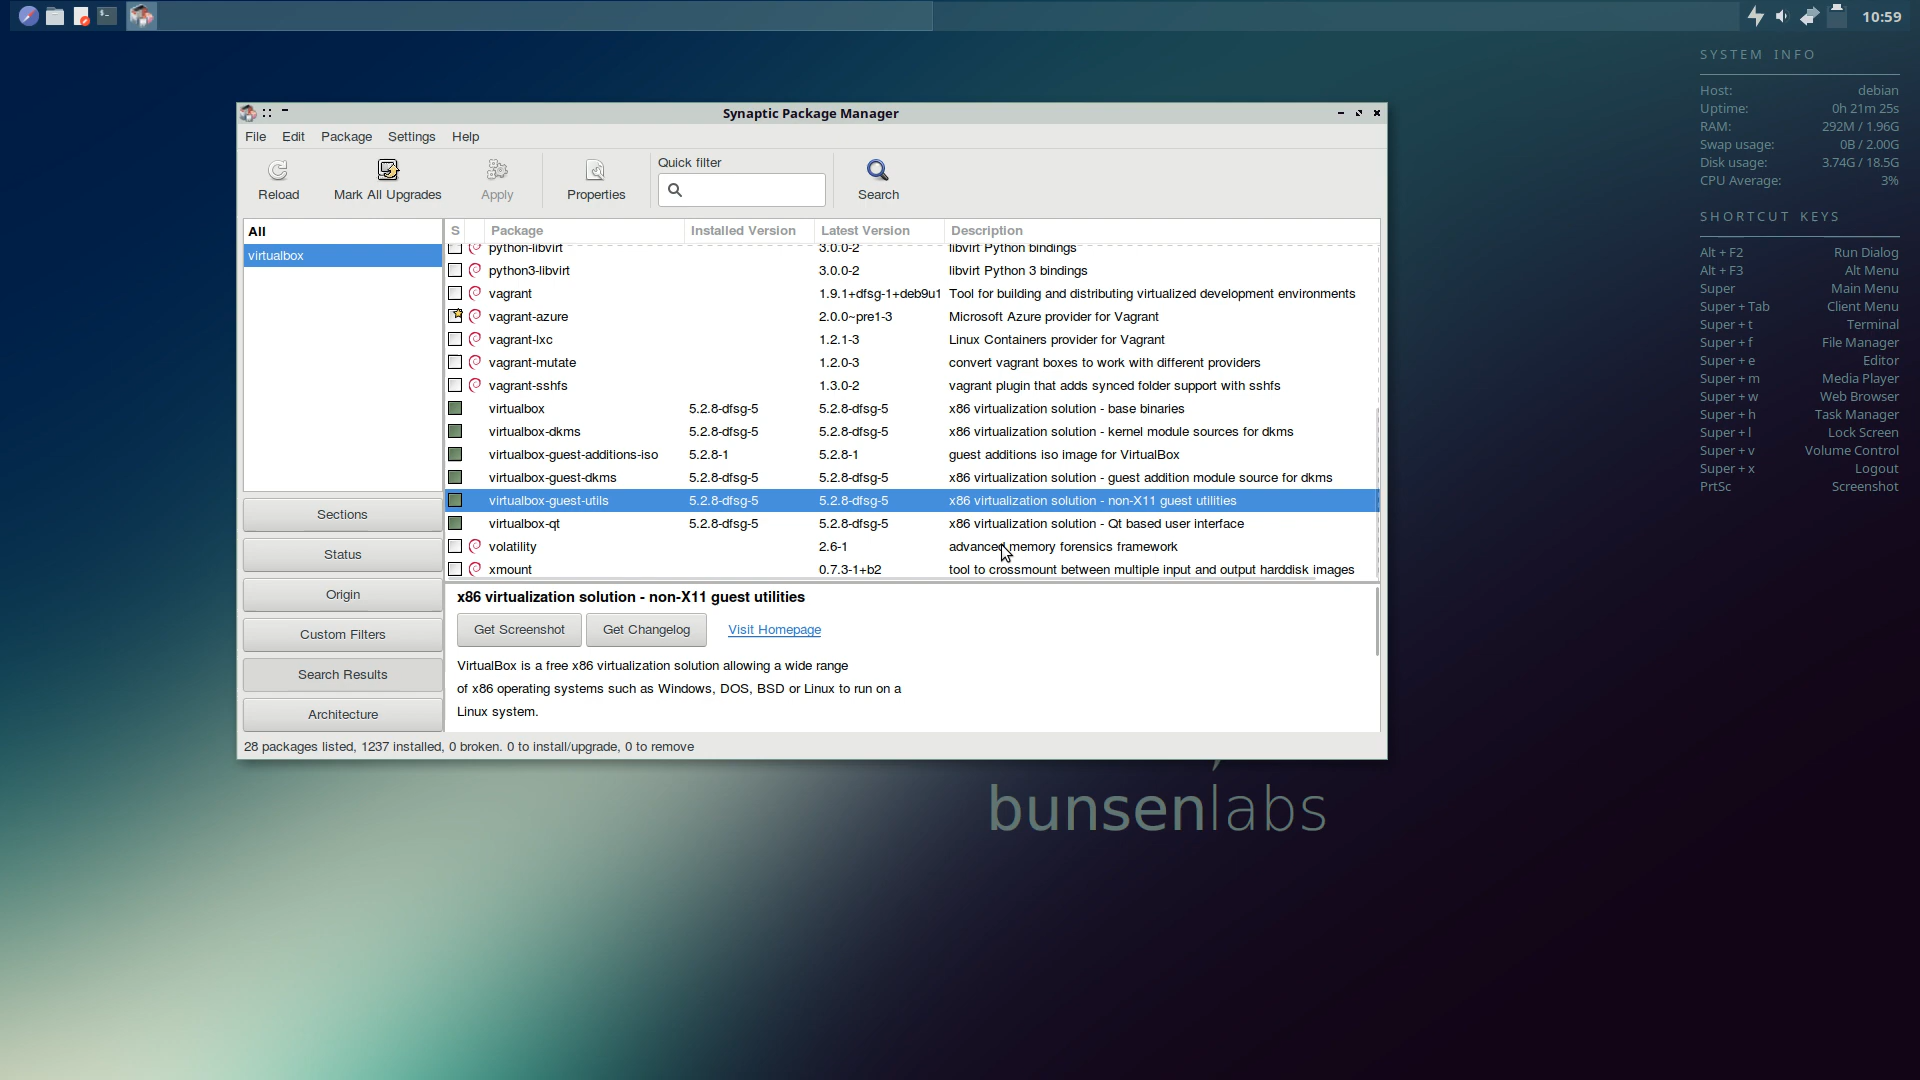 10:59
SYSTEM INFO
Host: debian
Uptime: 0h 21m 25s
RAM: 292M / 1.96G
Swap usage: 0B / 2.00G
Disk usage: 3.74G / 18.5G
CPU Average: 3%
SHORTCUT KEYS
Alt + F2 Run Dialog
Alt + F3 Alt Menu
Super Main Menu
Super + Tab Client Menu
Super + t Terminal
Super + f File Manager
Super + e Editor
Super + m Media Player
Super + w Web Browser
Super + h Task Manager
Super + l Lock Screen
Super + v Volume Control
Super + x Logout
PrtSc Screenshot
Synaptic Package Manager
File Edit Package Settings Help
Reload Mark All Upgrades Apply Properties Quick filter Search
All
virtualbox
Sections
Status
Origin
Custom Filters
Search Results
Architecture
S Package Installed Version Latest Version Description
python-libvirt 3.0.0-2 libvirt Python bindings
python3-libvirt 3.0.0-2 libvirt Python 3 bindings
vagrant 1.9.1+dfsg-1+deb9u1 Tool for building and distributing virtualized development environments
vagrant-azure 2.0.0~pre1-3 Microsoft Azure provider for Vagrant
vagrant-lxc 1.2.1-3 Linux Containers provider for Vagrant
vagrant-mutate 1.2.0-3 convert vagrant boxes to work with different providers
vagrant-sshfs 1.3.0-2 vagrant plugin that adds synced folder support with sshfs
virtualbox 5.2.8-dfsg-5 5.2.8-dfsg-5 x86 virtualization solution - base binaries
virtualbox-dkms 5.2.8-dfsg-5 5.2.8-dfsg-5 x86 virtualization solution - kernel module sources for dkms
virtualbox-guest-additions-iso 5.2.8-1 5.2.8-1 guest additions iso image for VirtualBox
virtualbox-guest-dkms 5.2.8-dfsg-5 5.2.8-dfsg-5 x86 virtualization solution - guest addition module source for dkms
virtualbox-guest-utils 5.2.8-dfsg-5 5.2.8-dfsg-5 x86 virtualization solution - non-X11 guest utilities
virtualbox-qt 5.2.8-dfsg-5 5.2.8-dfsg-5 x86 virtualization solution - Qt based user interface
volatility 2.6-1 advanced memory forensics framework
xmount 0.7.3-1+b2 tool to crossmount between multiple input and output harddisk images
x86 virtualization solution - non-X11 guest utilities
Get Screenshot Get Changelog Visit Homepage
VirtualBox is a free x86 virtualization solution allowing a wide range
of x86 operating systems such as Windows, DOS, BSD or Linux to run on a
Linux system.
28 packages listed, 1237 installed, 0 broken. 0 to install/upgrade, 0 to remove
bunsenlabs